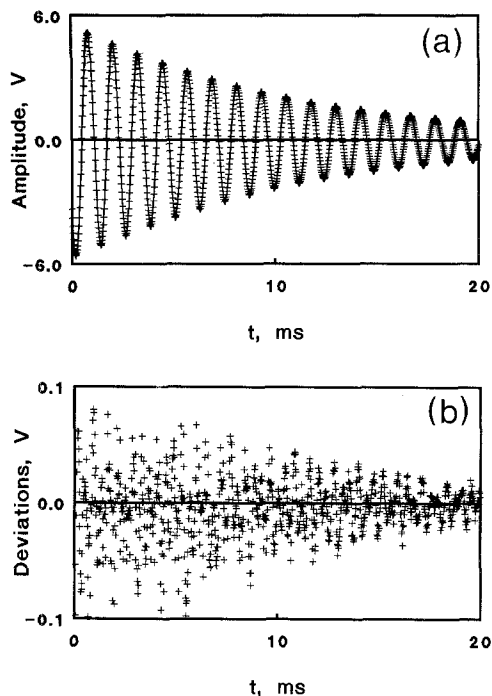 6.0
(a)
Amplitude, V
0.0
-6.0
0 10 20
t, ms
0.1
(b)
Deviations, V
0.0
-0.1
0 10 20
t, ms